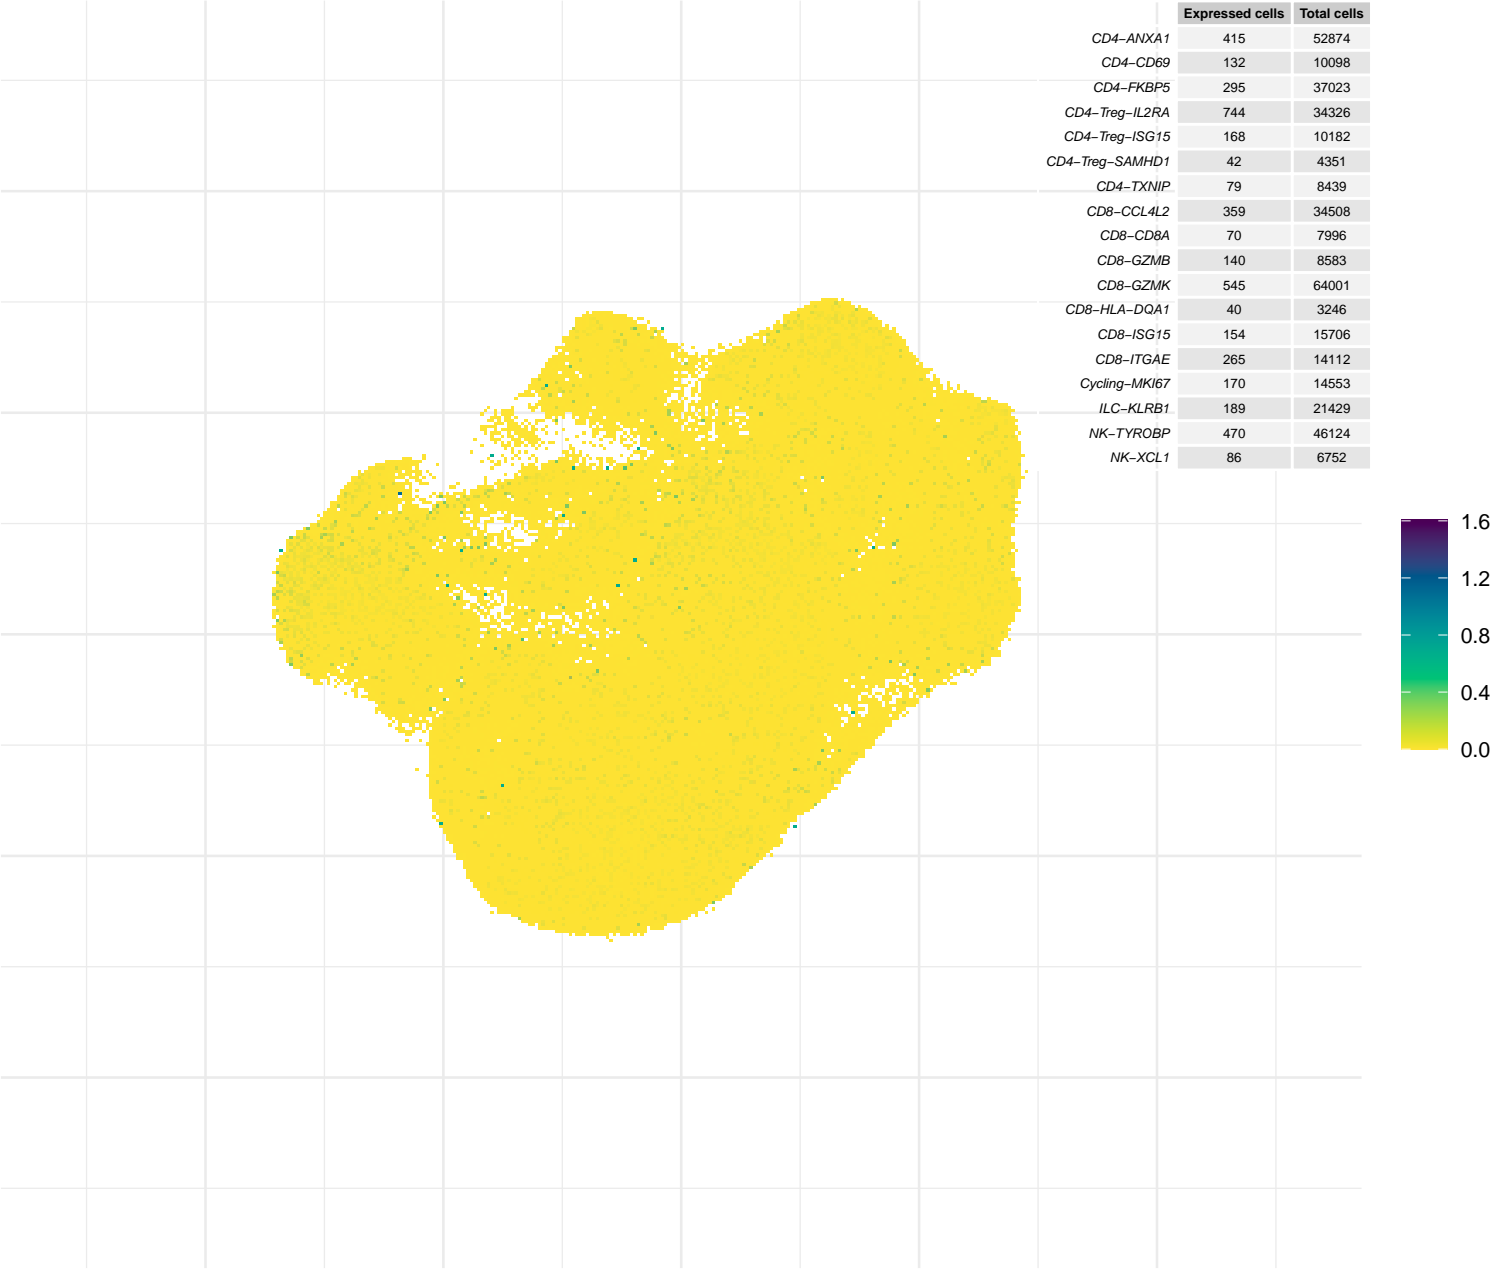 Expressed cells Total cells
CD4−ANXA1 415 52874
CD4−CD69 132 10098
CD4−FKBP5 295 37023
CD4−Treg−IL2RA 744 34326
CD4−Treg−ISG15 168 10182
CD4−Treg−SAMHD1 42 4351
CD4−TXNIP 79 8439
CD8−CCL4L2 359 34508
CD8−CD8A 70 7996
CD8−GZMB 140 8583
CD8−GZMK 545 64001
CD8−HLA−DQA1 40 3246
CD8−ISG15 154 15706
CD8−ITGAE 265 14112
Cycling−MKI67 170 14553
ILC−KLRB1 189 21429
NK−TYROBP 470 46124
NK−XCL1 86 6752
1.6
1.2
0.8
0.4
0.0